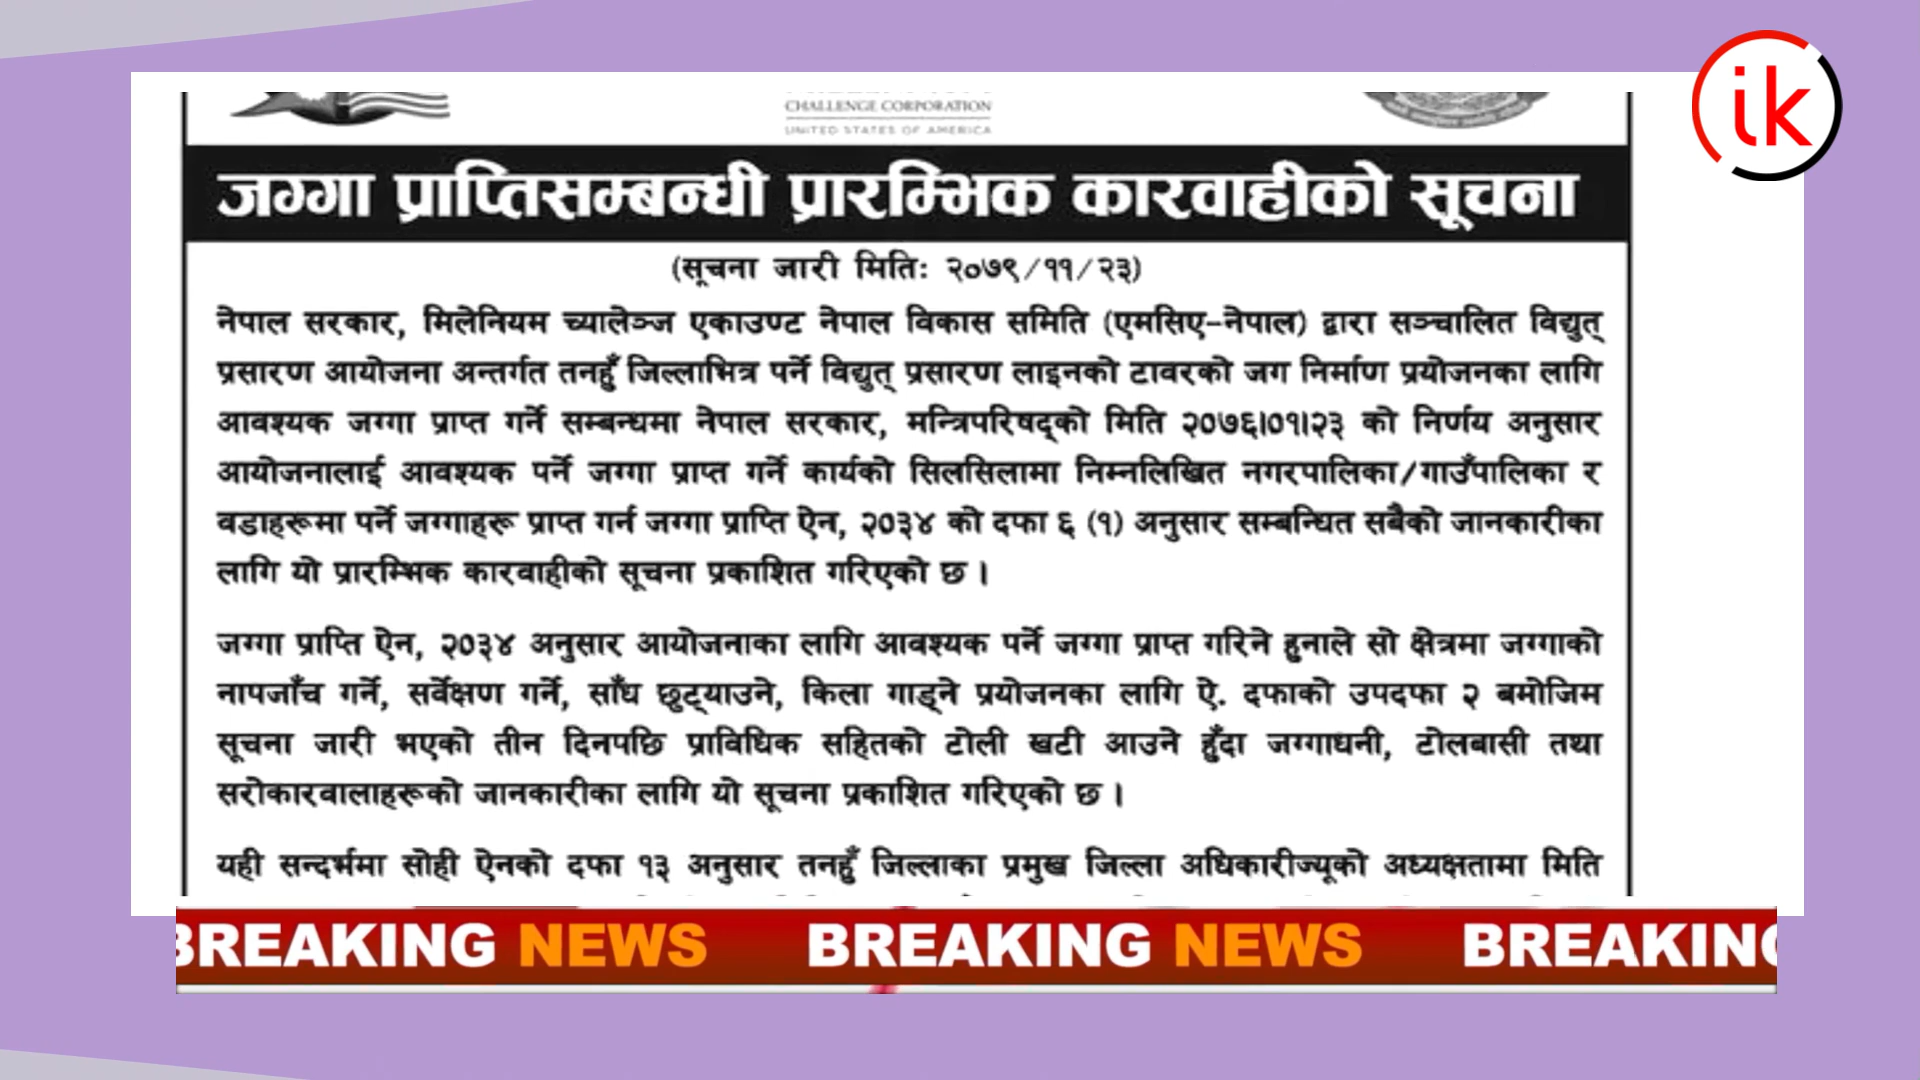 ik
CHALLENGE CORPORATION
UNITED STATES OF AMERICA
जग्गा प्राप्तिसम्बन्धी प्रारम्भिक कारवाहीको सूचना
(सूचना जारी मितिः २०७९/११/२३)
नेपाल सरकार, मिलेनियम च्यालेञ्ज एकाउण्ट नेपाल विकास समिति (एमसिए-नेपाल) द्वारा सञ्चालित विद्युत्
प्रसारण आयोजना अन्तर्गत तनहुँ जिल्लाभित्र पर्ने विद्युत् प्रसारण लाइनको टावरको जग निर्माण प्रयोजनका लागि
आवश्यक जग्गा प्राप्त गर्ने सम्बन्धमा नेपाल सरकार, मन्त्रिपरिषद्को मिति २०७६।०१।२३ को निर्णय अनुसार
आयोजनालाई आवश्यक पर्ने जग्गा प्राप्त गर्ने कार्यको सिलसिलामा निम्नलिखित नगरपालिका/गाउँपालिका र
वडाहरूमा पर्ने जग्गाहरू प्राप्त गर्न जग्गा प्राप्ति ऐन, २०३४ को दफा ६ (१) अनुसार सम्बन्धित सबैको जानकारीका
लागि यो प्रारम्भिक कारवाहीको सूचना प्रकाशित गरिएको छ ।
जग्गा प्राप्ति ऐन, २०३४ अनुसार आयोजनाका लागि आवश्यक पर्ने जग्गा प्राप्त गरिने हुनाले सो क्षेत्रमा जग्गाको
नापजाँच गर्ने, सर्वेक्षण गर्ने, साँध छुट्याउने, किला गाड्ने प्रयोजनका लागि ऐ. दफाको उपदफा २ बमोजिम
सूचना जारी भएको तीन दिनपछि प्राविधिक सहितको टोली खटी आउने हुँदा जग्गाधनी, टोलबासी तथा
सरोकारवालाहरूको जानकारीका लागि यो सूचना प्रकाशित गरिएको छ ।
यही सन्दर्भमा सोही ऐनको दफा १३ अनुसार तनहुँ जिल्लाका प्रमुख जिल्ला अधिकारीज्यूको अध्यक्षतामा मिति
BREAKING NEWS BREAKING NEWS BREAKING